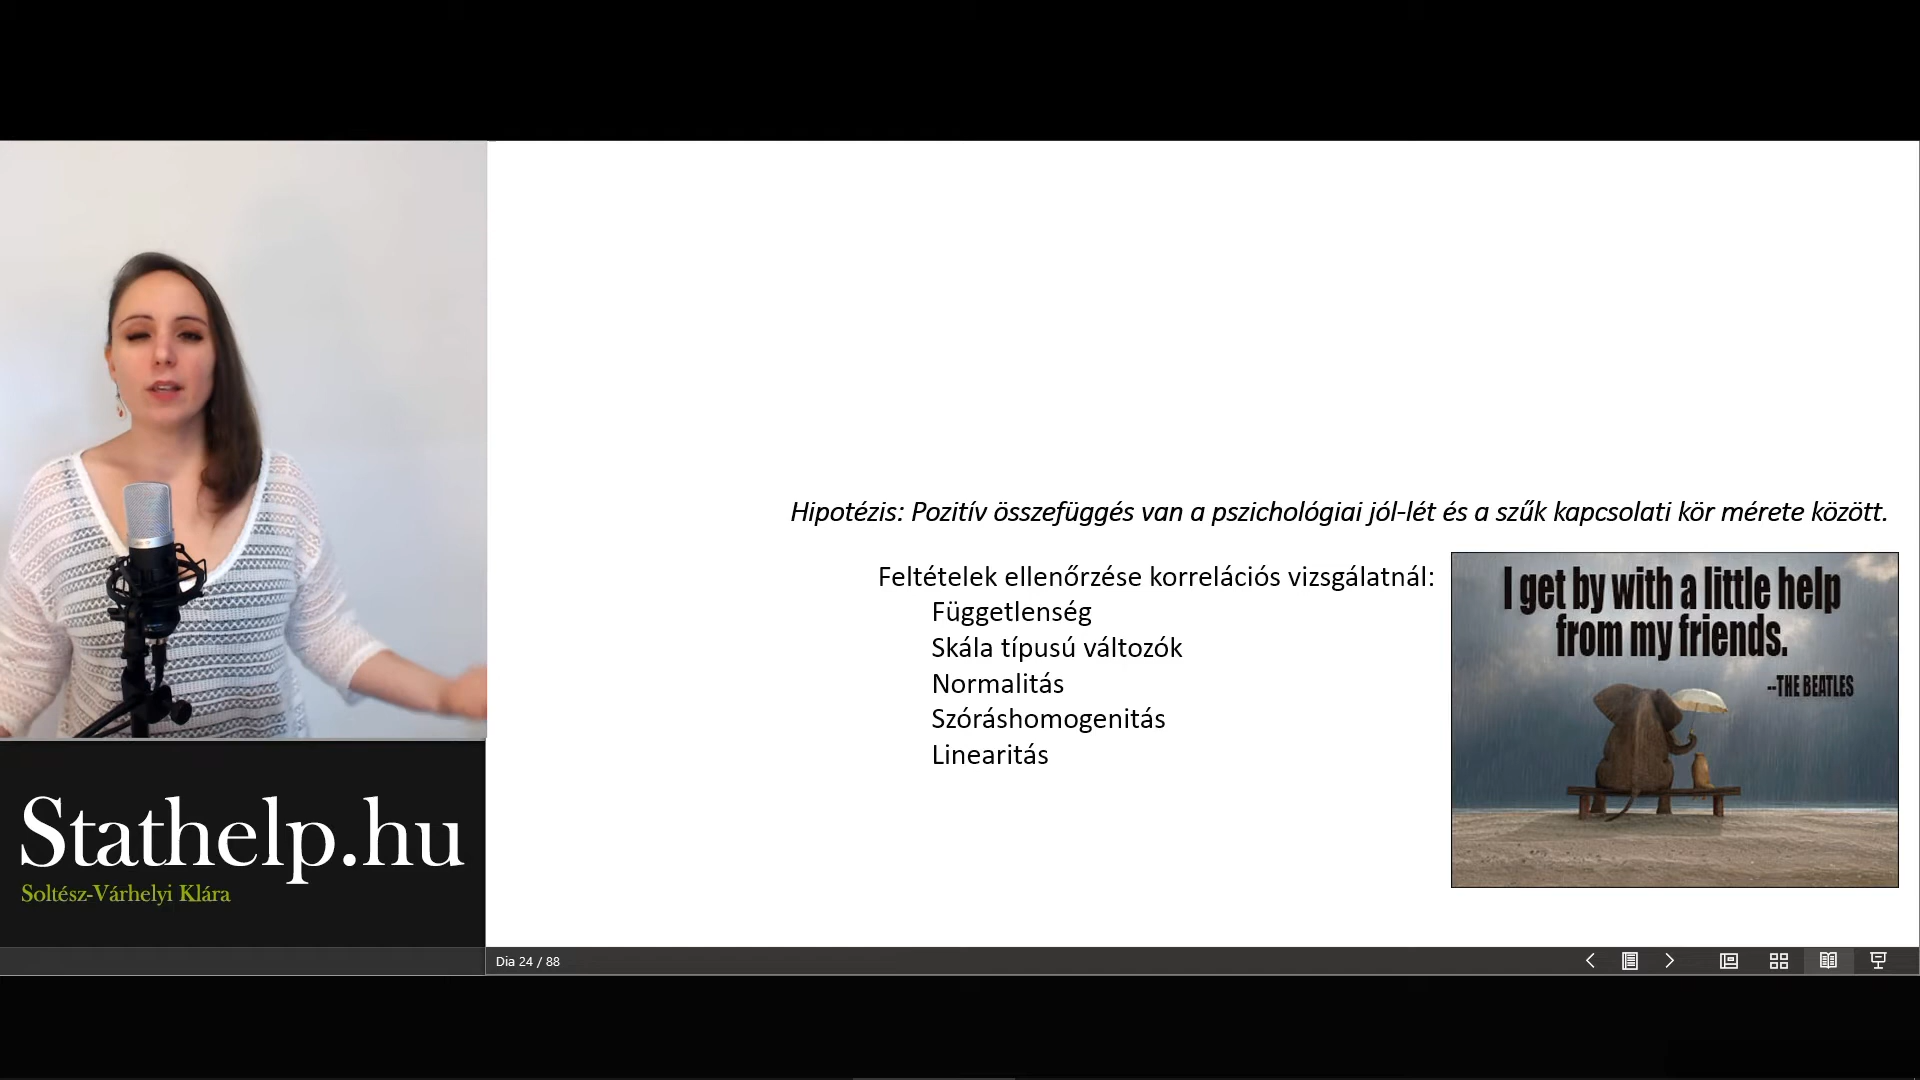 Hipotézis: Pozitív összefüggés van a pszichológiai jól-lét és a szűk kapcsolati kör mérete között.
Feltételek ellenőrzése korrelációs vizsgálatnál:
Függetlenség
Skála típusú változók
Normalitás
Szóráshomogenitás
Linearitás
I get by with a little help
from my friends.
--THE BEATLES
Stathelp.hu
Soltész-Várhelyi Klára
Dia 24 / 88